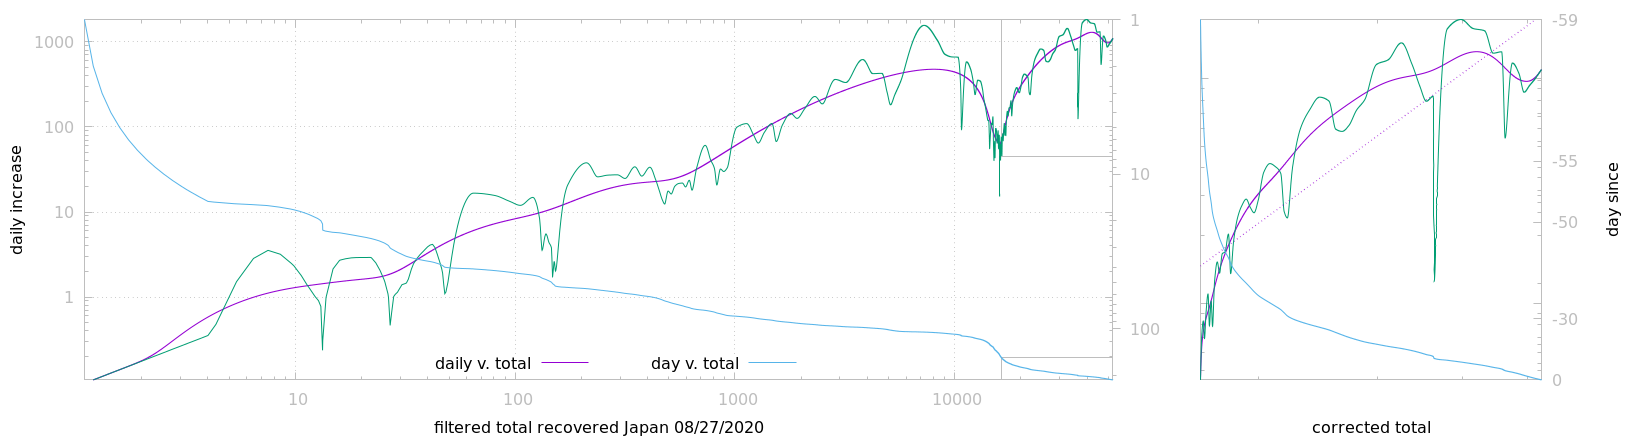 daily increase
1000
100
10
1
10
100
1000
10000
daily v. total
day v. total
filtered total recovered Japan 08/27/2020
1
10
100
-59
-55
-50
-30
0
day since
corrected total